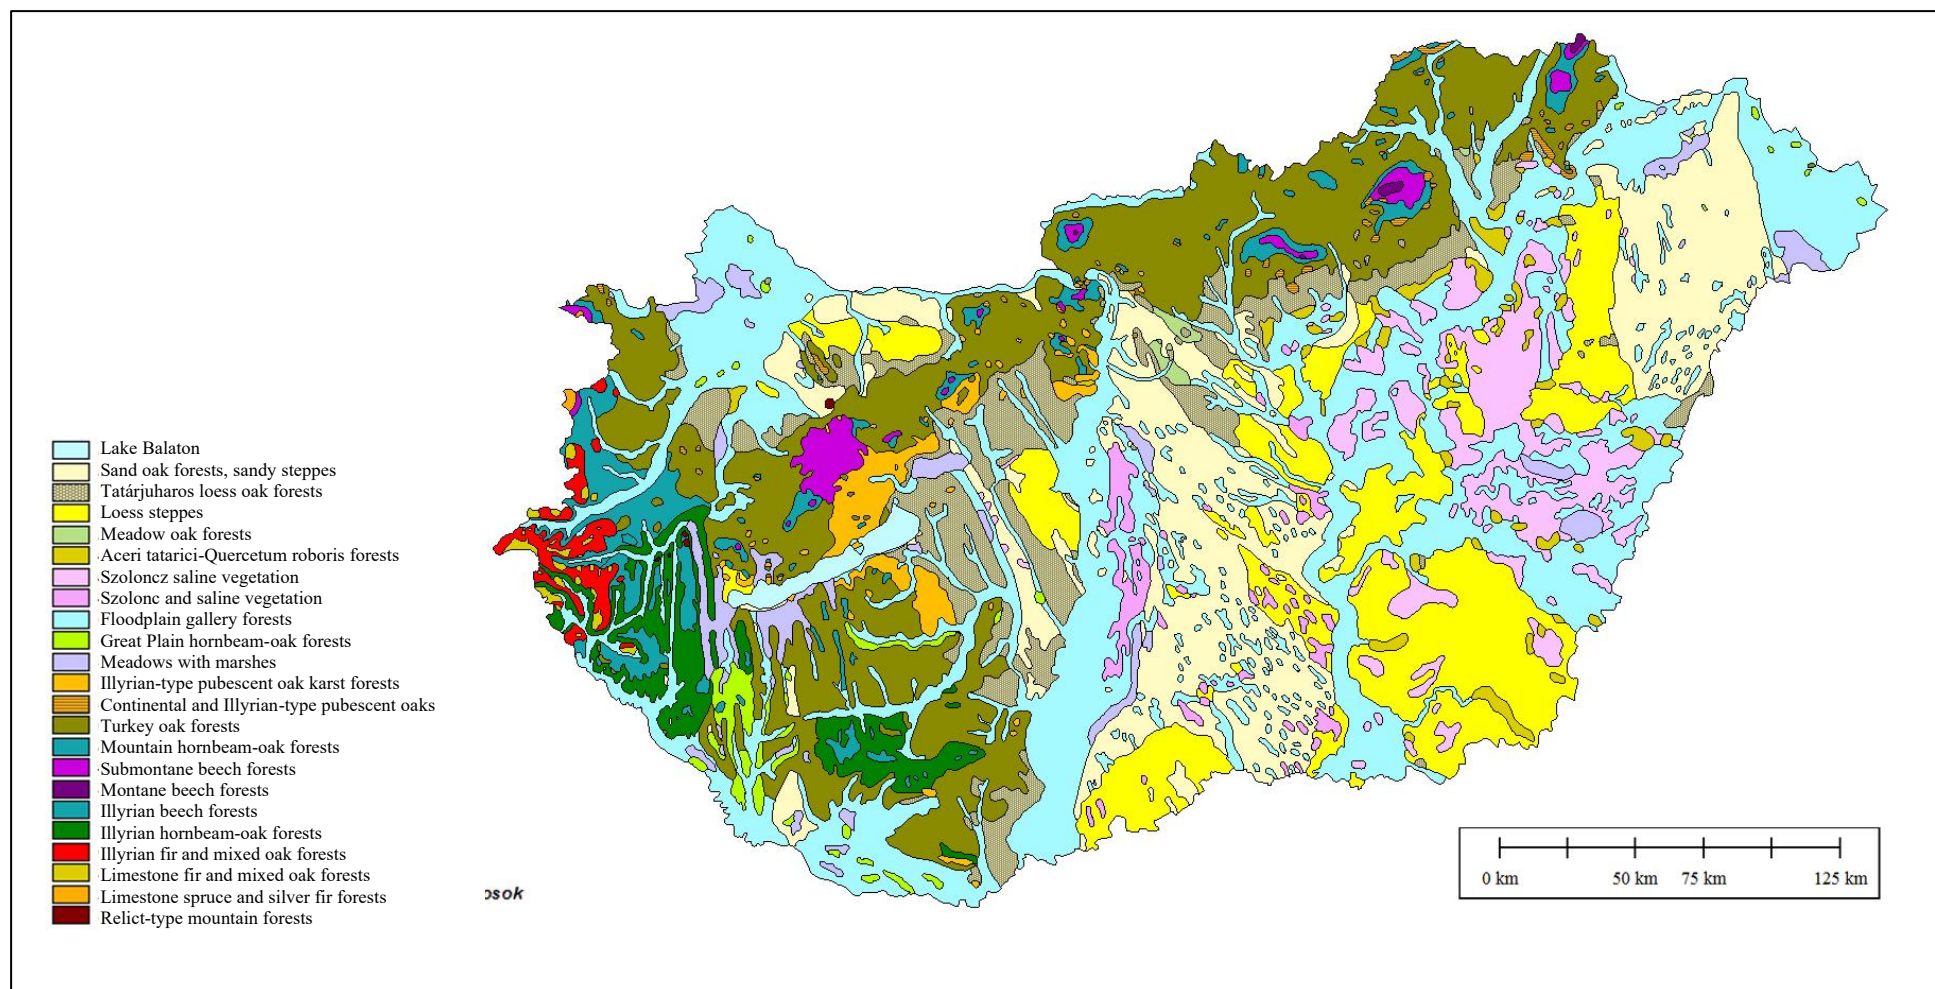 Lake Balaton
Sand oak forests, sandy steppes
Tatárjuharos loess oak forests
Loess steppes
Meadow oak forests
Aceri tatarici-Quercetum roboris forests
Szoloncz saline vegetation
Szolonc and saline vegetation
Floodplain gallery forests
Great Plain hornbeam-oak forests
Meadows with marshes
Illyrian-type pubescent oak karst forests
Continental and Illyrian-type pubescent oaks
Turkey oak forests
Mountain hornbeam-oak forests
Submontane beech forests
Montane beech forests
Illyrian beech forests
Illyrian hornbeam-oak forests
Illyrian fir and mixed oak forests
Limestone fir and mixed oak forests
Limestone spruce and silver fir forests
Relict-type mountain forests
osok
0 km 50 km 75 km 125 km